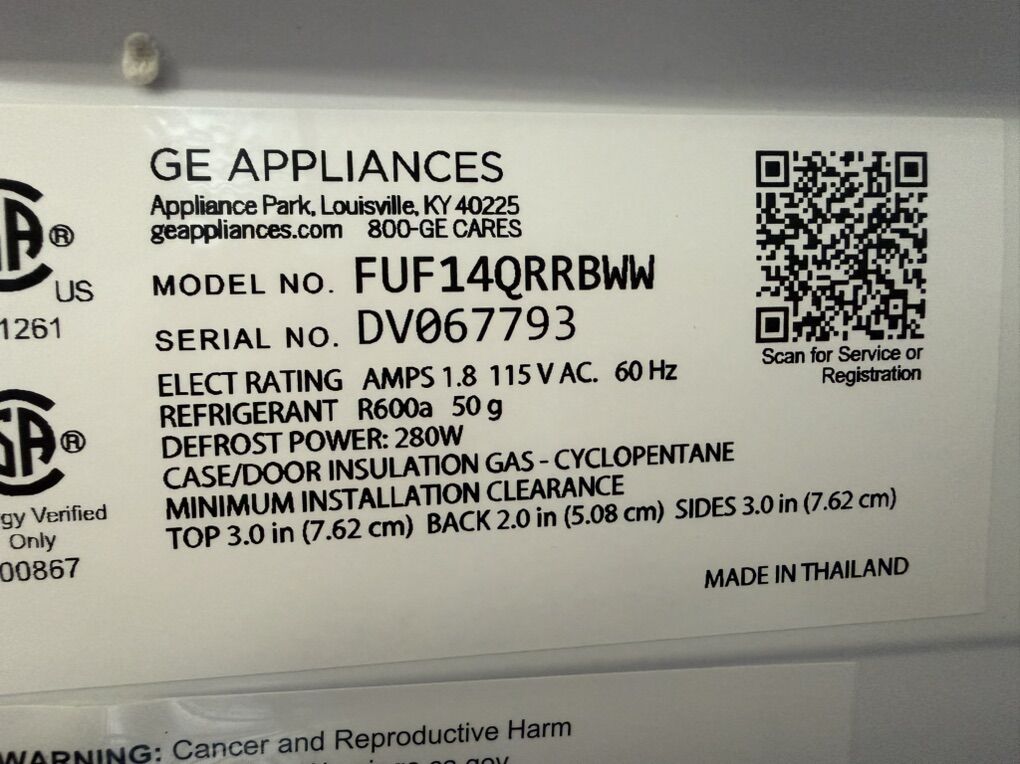 GE APPLIANCES
Appliance Park, Louisville, KY 40225
geappliances.com 800-GE CARES
MODEL NO. FUF14QRRBWW
SERIAL NO. DV067793
ELECT RATING AMPS 1.8 115 V AC. 60 Hz
REFRIGERANT R600a 50 g
DEFROST POWER: 280W
CASE/DOOR INSULATION GAS - CYCLOPENTANE
MINIMUM INSTALLATION CLEARANCE
TOP 3.0 in (7.62 cm) BACK 2.0 in (5.08 cm) SIDES 3.0 in (7.62 cm)
MADE IN THAILAND
Scan for Service or
Registration
®
US
1261
SA®
gy Verified
Only
00867
WARNING: Cancer and Reproductive Harm